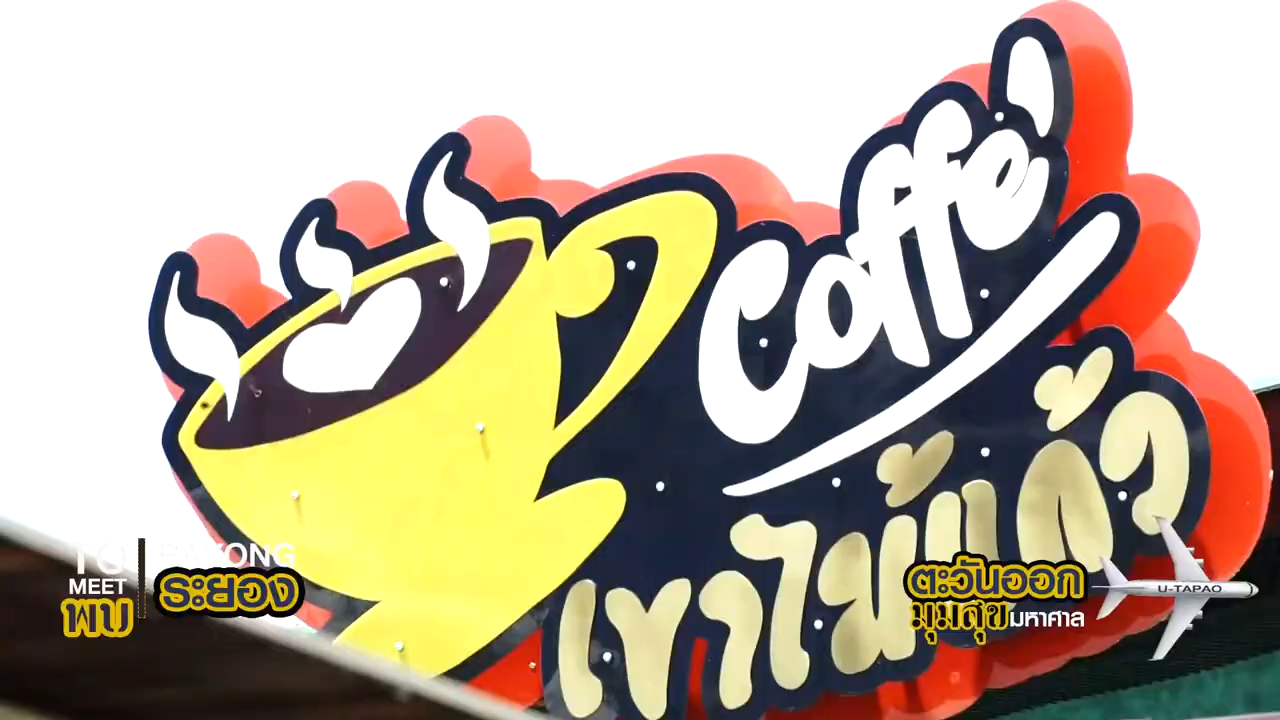 Coffe'
เขาไม้แก้ว
TO
MEET
พบ
RAYONG
ระยอง
ตะวันออก
มุมสุขมหาศาล
U-TAPAO